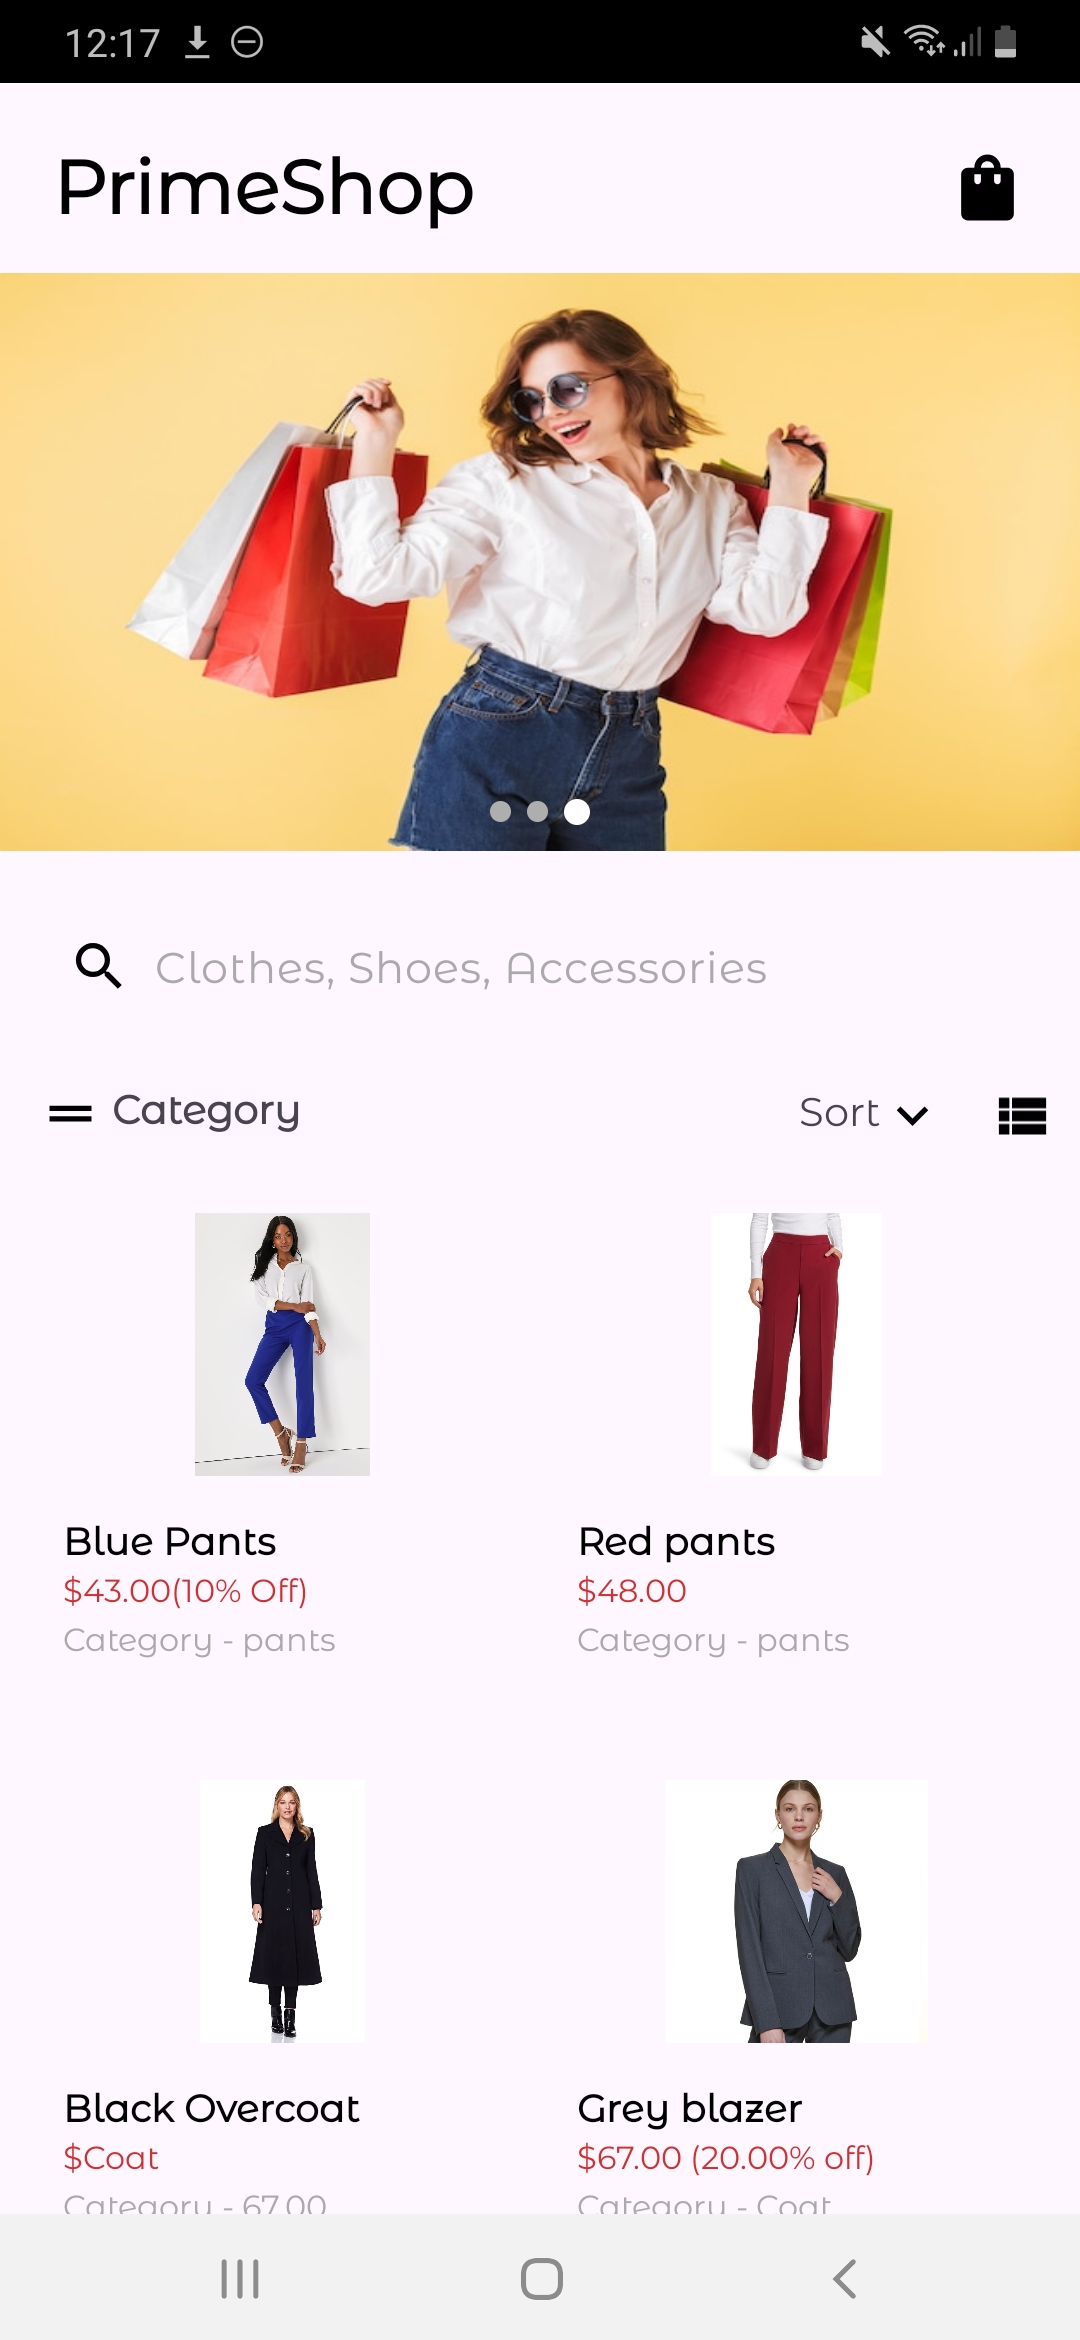 12:17
PrimeShop
Clothes, Shoes, Accessories
Category
Sort
Blue Pants
$43.00(10% Off)
Category - pants
Red pants
$48.00
Category - pants
Black Overcoat
$Coat
Category - 67.00
Grey blazer
$67.00 (20.00% off)
Category - Coat